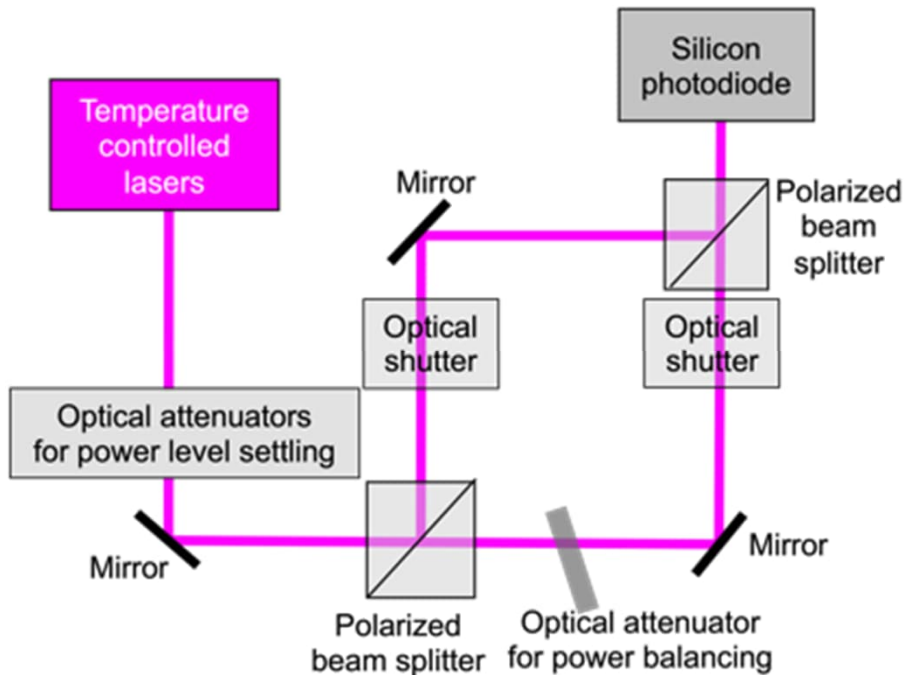 Silicon
photodiode
Temperature
controlled
lasers
Mirror
Polarized
beam
splitter
Optical
shutter
Optical
shutter
Optical attenuators
for power level settling
Mirror
Mirror
Polarized
beam splitter
Optical attenuator
for power balancing